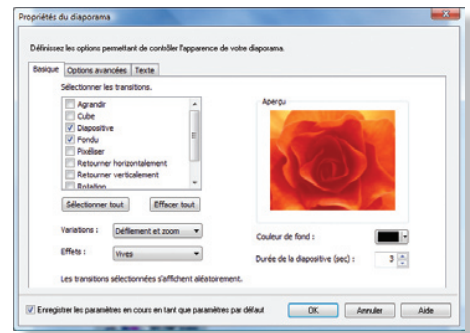 Propriétés du diaporama
Définissez les options permettant de contrôler l'apparence de votre diaporama.
Basique Options avancées Texte
Sélectionner les transitions.
Agrandir
Cube
Diapositive
Fondu
Pixéliser
Retourner horizontalement
Retourner verticalement
Rotation
Sélectionner tout Effacer tout
Variations : Défilement et zoom
Effets : Vives
Les transitions sélectionnées s'affichent aléatoirement.
Aperçu
Couleur de fond :
Durée de la diapositive (sec) : 3
Enregistrer les paramètres en cours en tant que paramètres par défaut
OK Annuler Aide